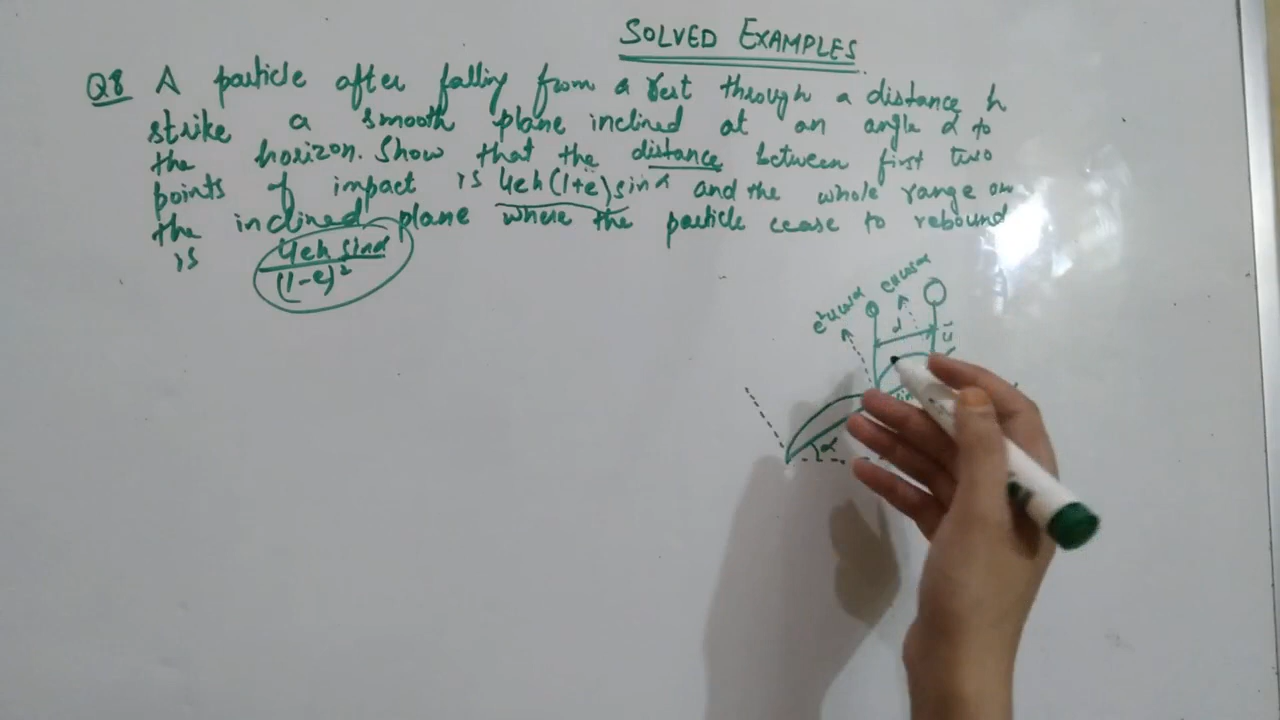 SOLVED EXAMPLES
Q8 A particle after falling from a rest through a distance h
strike a smooth plane inclined at an angle α to
the horizon. Show that the distance between first two
points of impact is 4eh(1+e)sinα and the whole range on
the inclined plane where the particle cease to rebound
is 4eh sinα
(1-e)²
e²ucosα
eucosα
d
u
α